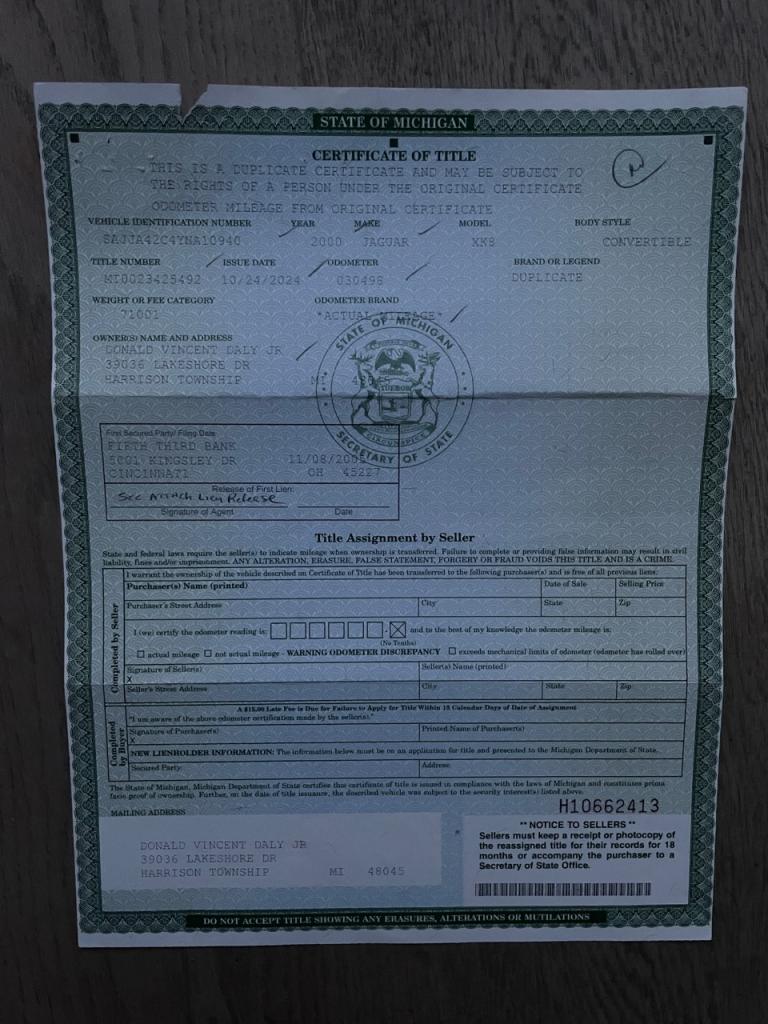 STATE OF MICHIGAN
CERTIFICATE OF TITLE
THIS IS A DUPLICATE CERTIFICATE AND MAY BE SUBJECT TO
THE RIGHTS OF A PERSON UNDER THE ORIGINAL CERTIFICATE
ODOMETER MILEAGE FROM ORIGINAL CERTIFICATE
VEHICLE IDENTIFICATION NUMBER YEAR MAKE MODEL BODY STYLE
SAJJA42C4YNA10940 2000 JAGUAR XK8 CONVERTIBLE
TITLE NUMBER ISSUE DATE ODOMETER BRAND OR LEGEND
MI0023425492 10/24/2024 030498 DUPLICATE
WEIGHT OR FEE CATEGORY ODOMETER BRAND
71001 *ACTUAL MILEAGE*
OWNER(S) NAME AND ADDRESS
DONALD VINCENT DALY JR
39036 LAKESHORE DR
HARRISON TOWNSHIP MI 48045
STATE OF MICHIGAN
TUEBOR
CIRCUMSPICE
SECRETARY OF STATE
First Secured Party/ Filing Date
FIFTH THIRD BANK
5001 KINGSLEY DR 11/08/200
CINCINNATI OH 45227
Release of First Lien:
See Attach Lien Release
Signature of Agent Date
Title Assignment by Seller
State and federal laws require the seller(s) to indicate mileage when ownership is transferred. Failure to complete or providing false information may result in civil
liability, fines and/or imprisonment. ANY ALTERATION, ERASURE, FALSE STATEMENT, FORGERY OR FRAUD VOIDS THIS TITLE AND IS A CRIME.
Completed by Seller
I warrant the ownership of the vehicle described on Certificate of Title has been transferred to the following purchaser(s) and is free of all previous liens.
Purchaser(s) Name (printed) Date of Sale Selling Price
Purchaser's Street Address City State Zip
I (we) certify the odometer reading is: X and to the best of my knowledge the odometer mileage is:
(No Tenths)
actual mileage not actual mileage - WARNING ODOMETER DISCREPANCY exceeds mechanical limits of odometer (odometer has rolled over)
Signature of Seller(s) Seller(s) Name (printed)
X
Seller's Street Address City State Zip
Completed by Buyer
A $15.00 Late Fee is Due for Failure to Apply for Title Within 15 Calendar Days of Date of Assignment
"I am aware of the above odometer certification made by the seller(s)."
Signature of Purchaser(s) Printed Name of Purchaser(s)
X
NEW LIENHOLDER INFORMATION: The information below must be on an application for title and presented to the Michigan Department of State.
Secured Party: Address:
The State of Michigan, Michigan Department of State certifies this certificate of title is issued in compliance with the laws of Michigan and constitutes prima
facie proof of ownership. Further, on the date of title issuance, the described vehicle was subject to the security interest(s) listed above.
H10662413
MAILING ADDRESS
DONALD VINCENT DALY JR
39036 LAKESHORE DR
HARRISON TOWNSHIP MI 48045
** NOTICE TO SELLERS **
Sellers must keep a receipt or photocopy of
the reassigned title for their records for 18
months or accompany the purchaser to a
Secretary of State Office.
DO NOT ACCEPT TITLE SHOWING ANY ERASURES, ALTERATIONS OR MUTILATIONS